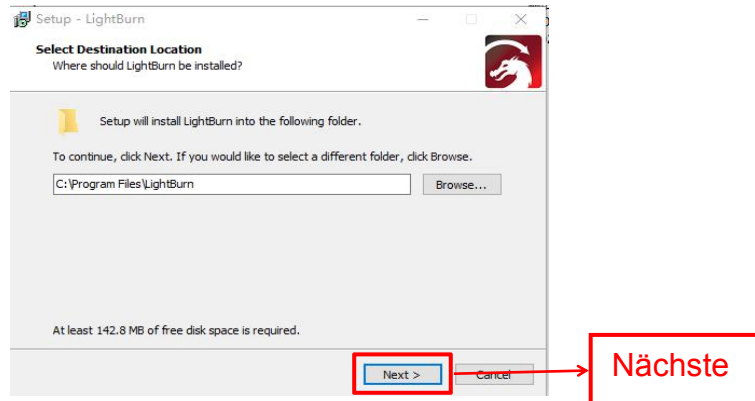 Setup - LightBurn
Select Destination Location
Where should LightBurn be installed?
Setup will install LightBurn into the following folder.
To continue, click Next. If you would like to select a different folder, click Browse.
C:\Program Files\LightBurn
Browse...
At least 142.8 MB of free disk space is required.
Next >
Cancel
Nächste